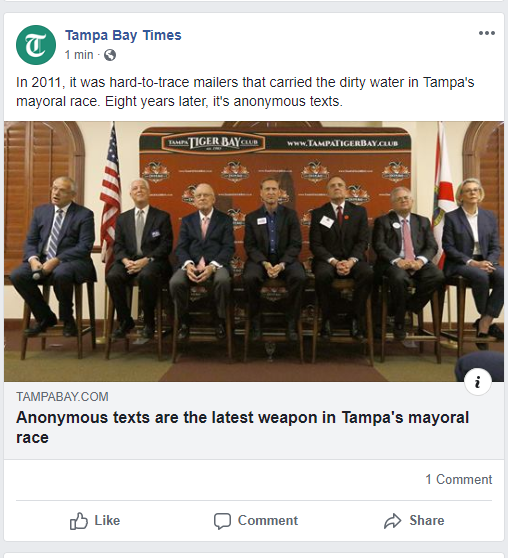 Tampa Bay Times
1 min ·
In 2011, it was hard-to-trace mailers that carried the dirty water in Tampa's
mayoral race. Eight years later, it's anonymous texts.
TAMPA TIGER BAY CLUB
www.TAMPATIGERBAY.CLUB
TAMPABAY.COM
Anonymous texts are the latest weapon in Tampa's mayoral
race
1 Comment
Like
Comment
Share